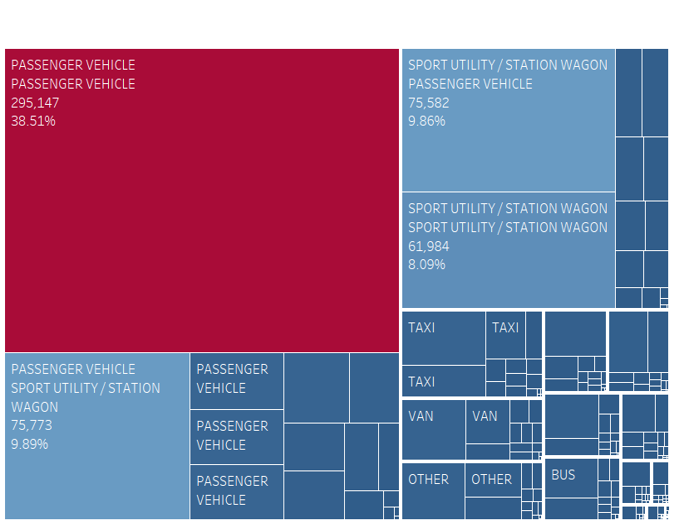 PASSENGER VEHICLE
PASSENGER VEHICLE
295,147
38.51%
SPORT UTILITY / STATION WAGON
PASSENGER VEHICLE
75,582
9.86%
SPORT UTILITY / STATION WAGON
SPORT UTILITY / STATION WAGON
61,984
8.09%
PASSENGER VEHICLE
SPORT UTILITY / STATION
WAGON
75,773
9.89%
PASSENGER
VEHICLE
PASSENGER
VEHICLE
PASSENGER
VEHICLE
TAXI
TAXI
TAXI
VAN
VAN
OTHER
OTHER
BUS